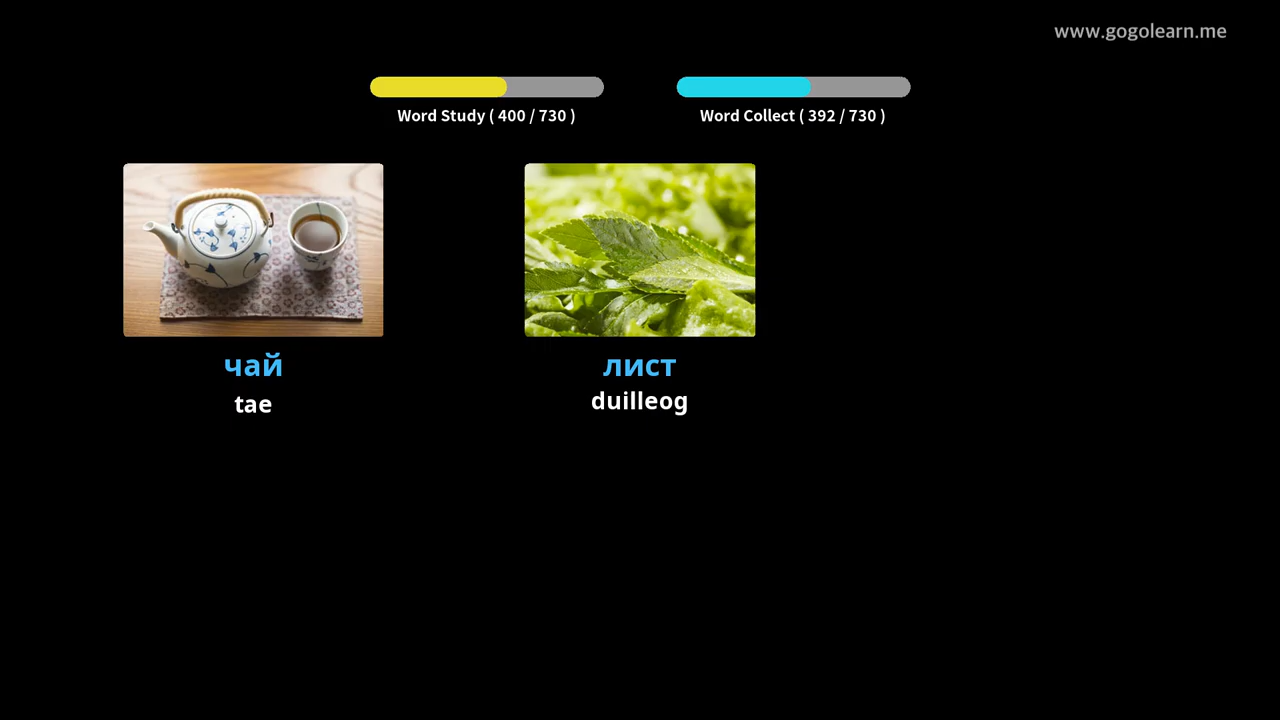 www.gogolearn.me
Word Study ( 400 / 730 )
Word Collect ( 392 / 730 )
чай
tae
лист
duilleog